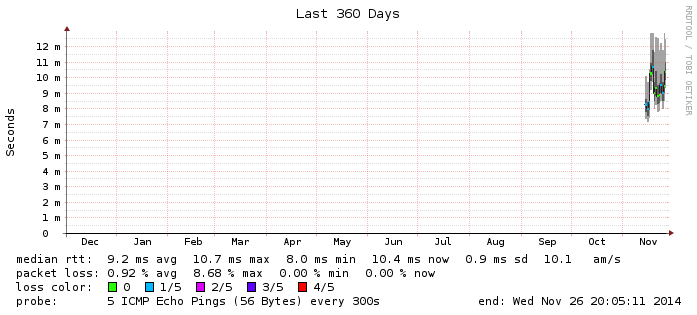 Last 360 Days
RRDTOOL / TOBI OETIKER
Seconds
12 m
11 m
10 m
9 m
8 m
7 m
6 m
5 m
4 m
3 m
2 m
1 m
0
Dec Jan Feb Mar Apr May Jun Jul Aug Sep Oct Nov
median rtt: 9.2 ms avg 10.7 ms max 8.0 ms min 10.4 ms now 0.9 ms sd 10.1 am/s
packet loss: 0.92 % avg 8.68 % max 0.00 % min 0.00 % now
loss color: 0 1/5 2/5 3/5 4/5
probe: 5 ICMP Echo Pings (56 Bytes) every 300s end: Wed Nov 26 20:05:11 2014